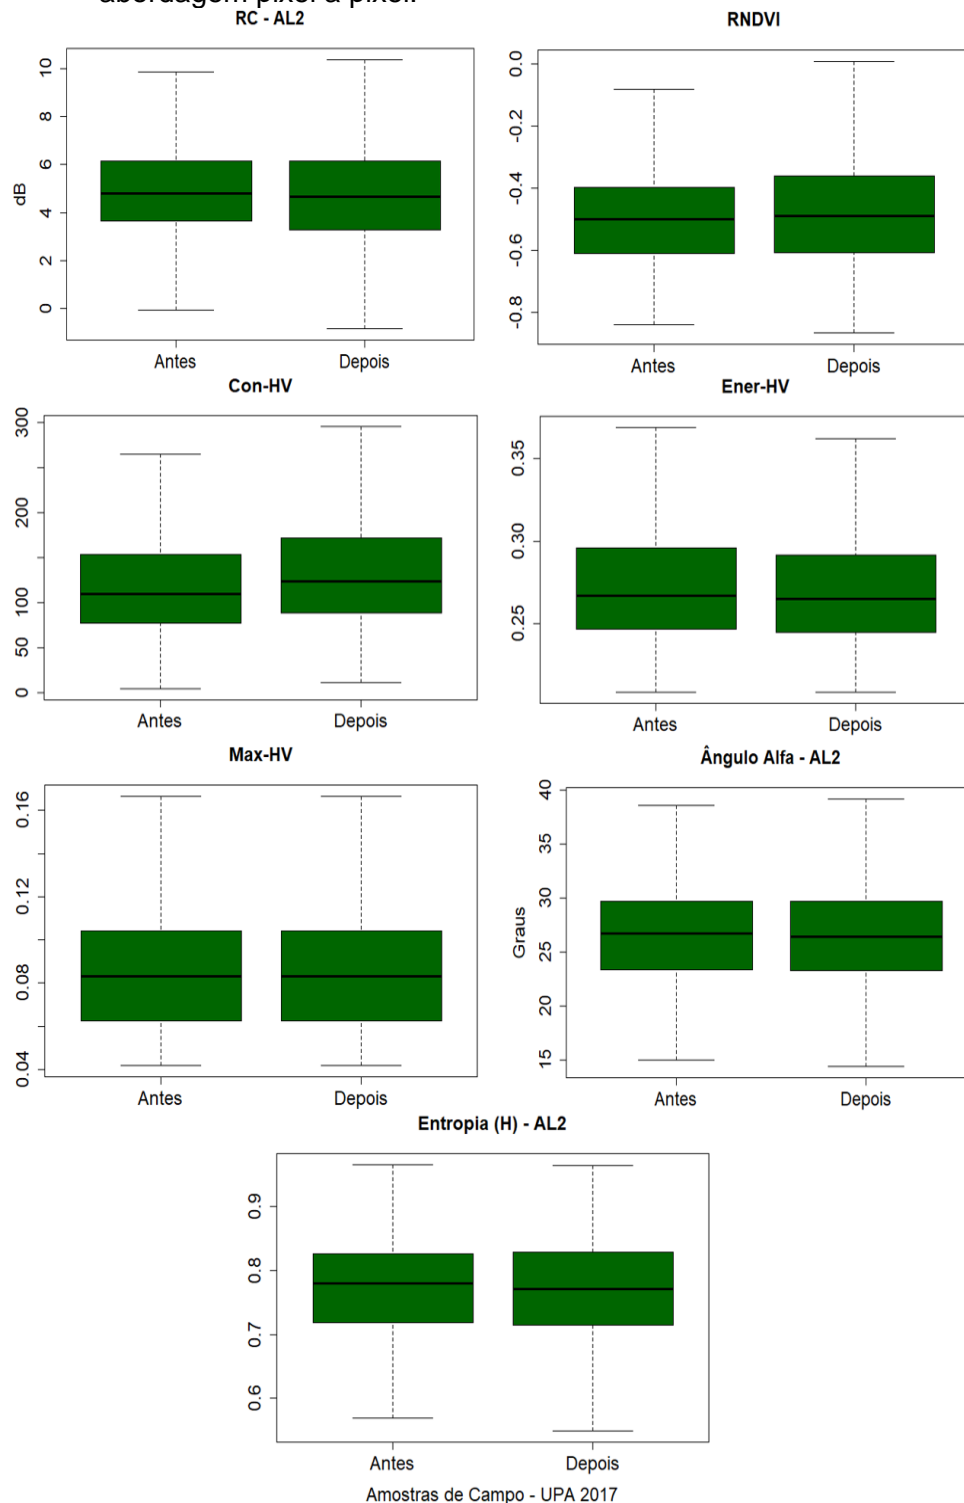 abordagem pixel a pixel.
RC - AL2
10
8
6
4
2
0
dB
Antes
Depois
RNDVI
0.0
-0.2
-0.4
-0.6
-0.8
Antes
Depois
Con-HV
300
200
100
50
0
Antes
Depois
Ener-HV
0.35
0.30
0.25
Antes
Depois
Max-HV
0.16
0.12
0.08
0.04
Antes
Depois
Ângulo Alfa - AL2
40
35
30
25
20
15
Graus
Antes
Depois
Entropia (H) - AL2
0.9
0.8
0.7
0.6
Antes
Depois
Amostras de Campo - UPA 2017